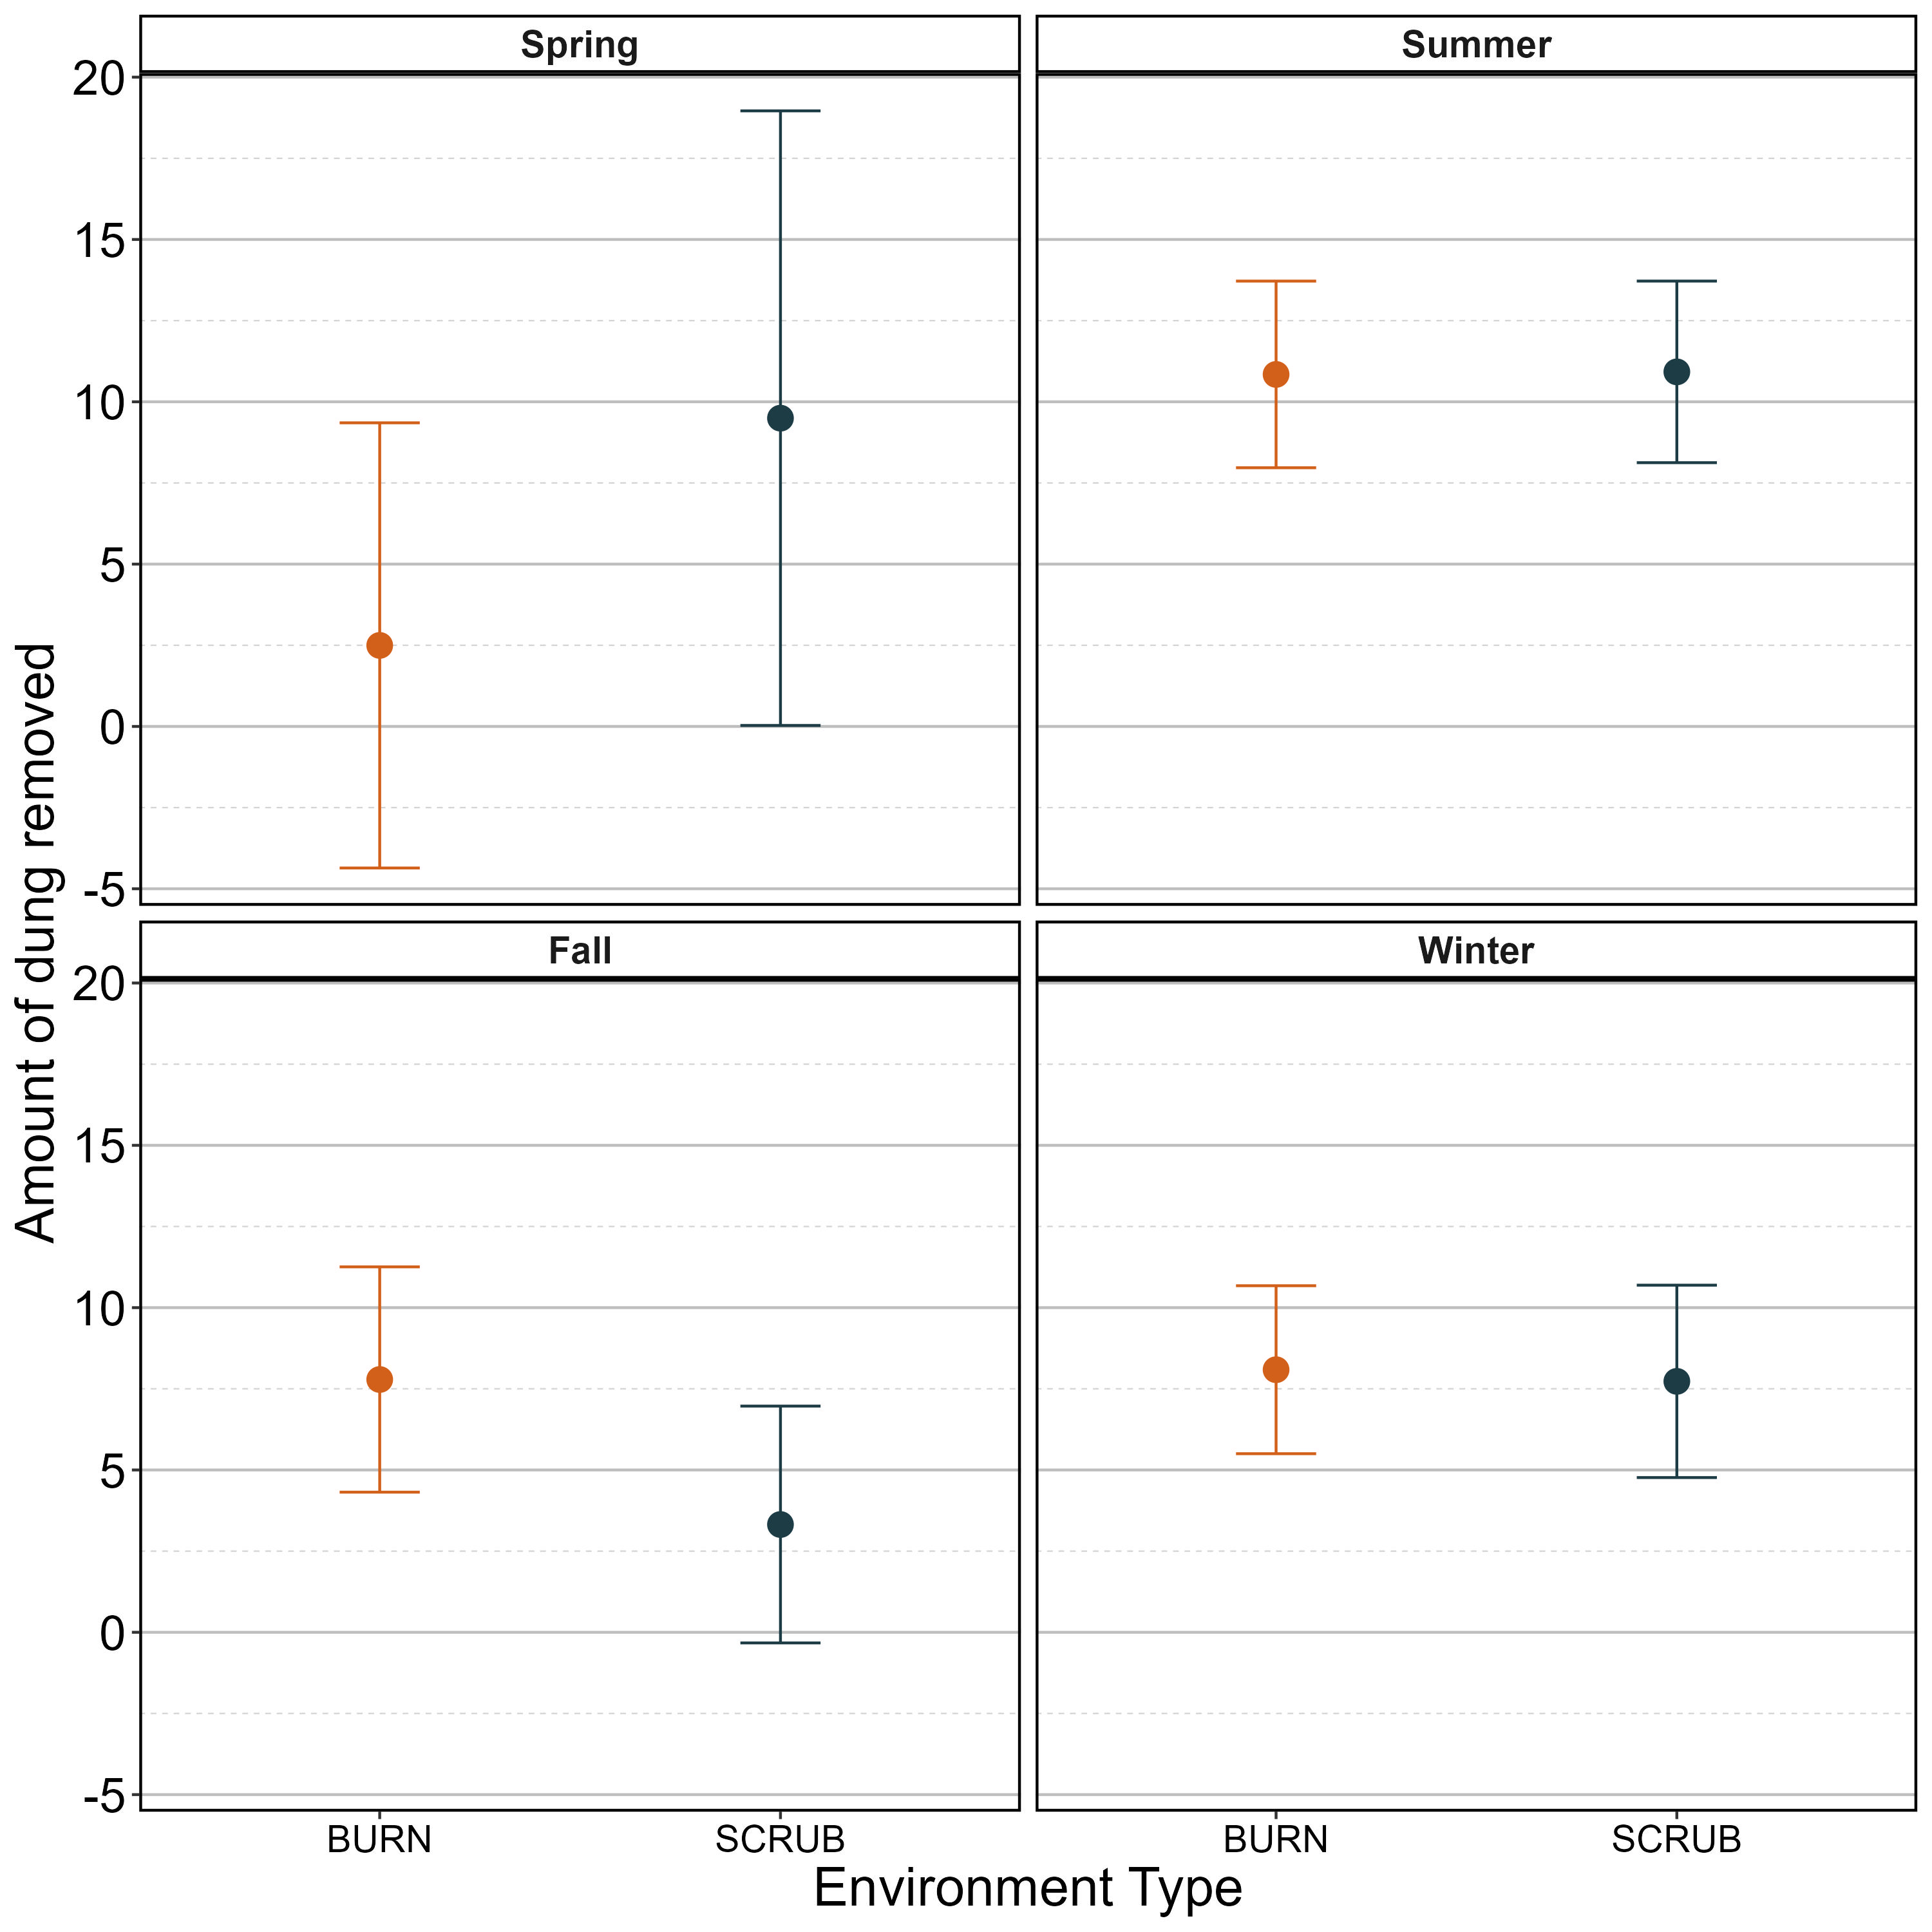 Spring
Summer
20
15
10
5
0
-5
Fall
Winter
20
15
10
5
0
-5
Amount of dung removed
BURN
SCRUB
BURN
SCRUB
Environment Type